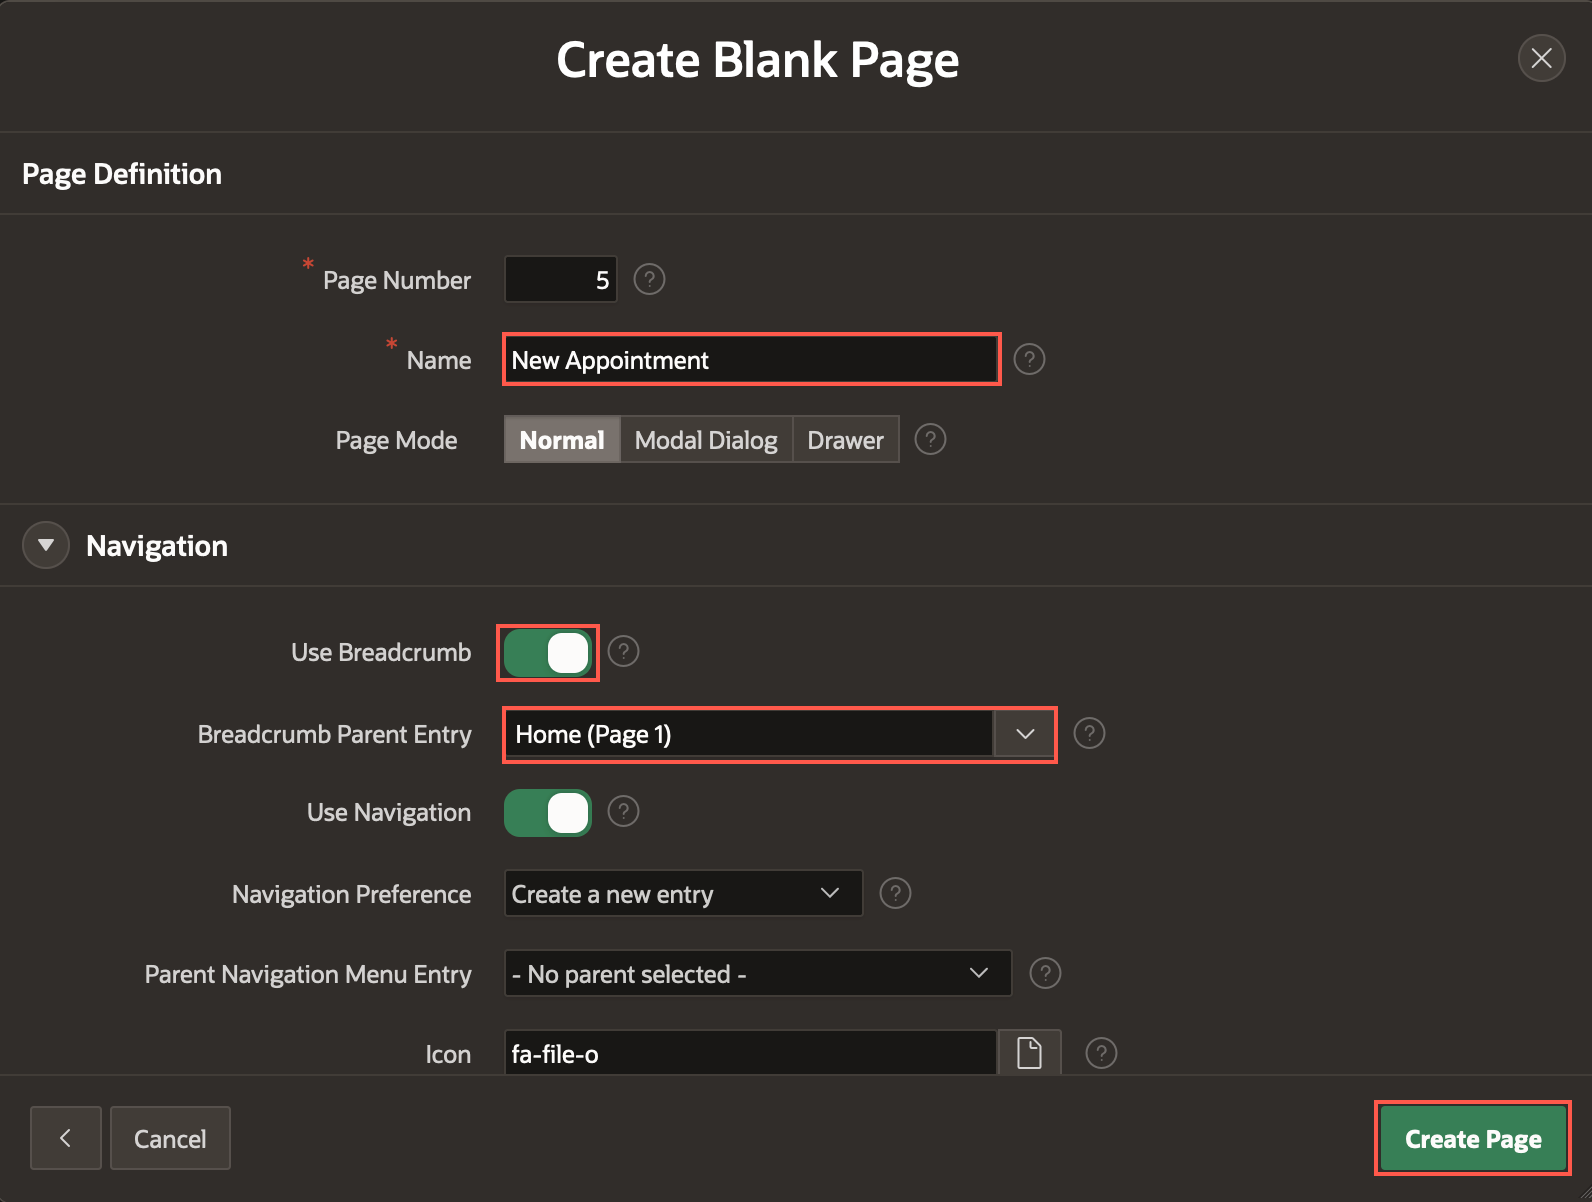 Create Blank Page
Page Definition
* Page Number 5 ?
* Name New Appointment ?
Page Mode Normal Modal Dialog Drawer ?
Navigation
Use Breadcrumb ?
Breadcrumb Parent Entry Home (Page 1) ?
Use Navigation ?
Navigation Preference Create a new entry ?
Parent Navigation Menu Entry - No parent selected - ?
Icon fa-file-o ?
Cancel Create Page